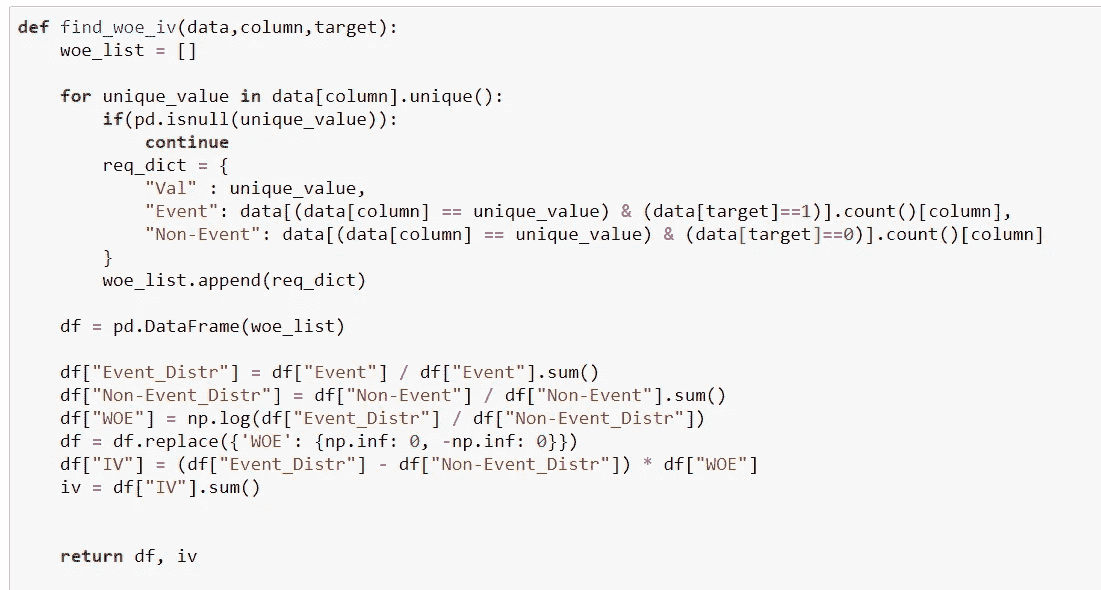 def find_woe_iv(data,column,target):
    woe_list = []
    for unique_value in data[column].unique():
        if(pd.isnull(unique_value)):
            continue
        req_dict = {
            "Val" : unique_value,
            "Event": data[(data[column] == unique_value) & (data[target]==1)].count()[column],
            "Non-Event": data[(data[column] == unique_value) & (data[target]==0)].count()[column]
        }
        woe_list.append(req_dict)
    df = pd.DataFrame(woe_list)
    df["Event_Distr"] = df["Event"] / df["Event"].sum()
    df["Non-Event_Distr"] = df["Non-Event"] / df["Non-Event"].sum()
    df["WOE"] = np.log(df["Event_Distr"] / df["Non-Event_Distr"])
    df = df.replace({'WOE': {np.inf: 0, -np.inf: 0}})
    df["IV"] = (df["Event_Distr"] - df["Non-Event_Distr"]) * df["WOE"]
    iv = df["IV"].sum()
    return df, iv